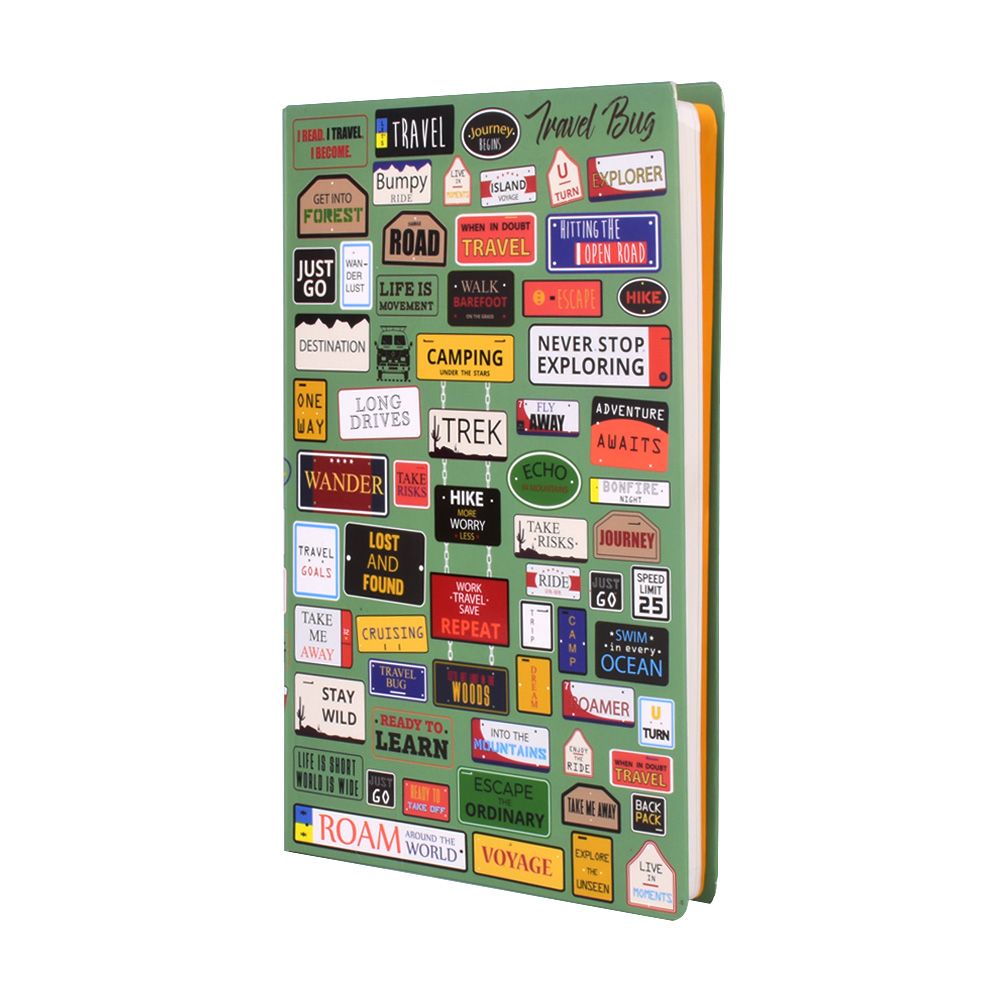 I READ. I TRAVEL.
I BECOME.
TRAVEL
Journey
BEGINS
Travel Bug
GET INTO
FOREST
Bumpy
RIDE
LIVE
IN
MOMENTS
ISLAND
VOYAGE
U
TURN
EXPLORER
ROAD
WHEN IN DOUBT
TRAVEL
HITTING THE
OPEN ROAD
JUST
GO
WAN-
DER
LUST
LIFE IS
MOVEMENT
WALK
BAREFOOT
ON THE GRASS
ESCAPE
HIKE
DESTINATION
CAMPING
UNDER THE STARS
NEVER STOP
EXPLORING
ONE
WAY
LONG
DRIVES
TREK
FLY
AWAY
ADVENTURE
AWAITS
WANDER
TAKE
RISKS
HIKE
MORE
WORRY
LESS
ECHO
IN MOUNTAINS
BONFIRE
NIGHT
TRAVEL
GOALS
LOST
AND
FOUND
TAKE
RISKS
JOURNEY
WORK
TRAVEL
SAVE
REPEAT
RIDE
JUST
GO
SPEED
LIMIT
25
TAKE
ME
AWAY
CRUISING
TRIP
CAMP
SWIM
in every
OCEAN
TRAVEL
BUG
WOODS
DREAM
ROAMER
U
TURN
STAY
WILD
READY TO
LEARN
INTO THE
MOUNTAINS
ENJOY
THE
RIDE
WHEN IN DOUBT
TRAVEL
LIFE IS SHORT
WORLD IS WIDE
JUST
GO
READY TO
TAKE OFF
ESCAPE
THE
ORDINARY
TAKE ME AWAY
BACK
PACK
ROAM AROUND THE
WORLD
VOYAGE
EXPLORE
THE
UNSEEN
LIVE
IN
MOMENTS